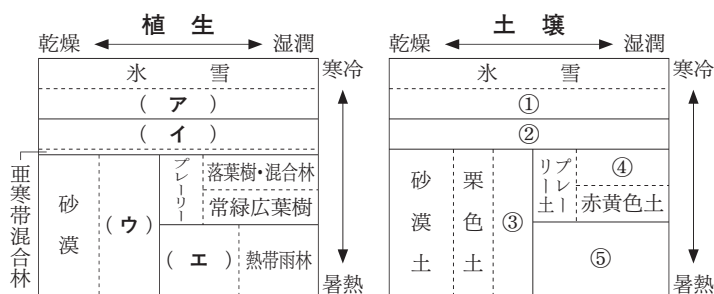 植生
乾燥 湿潤
氷雪
寒冷
(ア)
(イ)
亜寒帯混合林
砂漠
(ウ)
プレーリー
落葉樹・混合林
常緑広葉樹
(エ)
熱帯雨林
暑熱
土壌
乾燥 湿潤
氷雪
寒冷
①
②
砂漠土
栗色土
③
プレーリー土
④
赤黄色土
⑤
暑熱